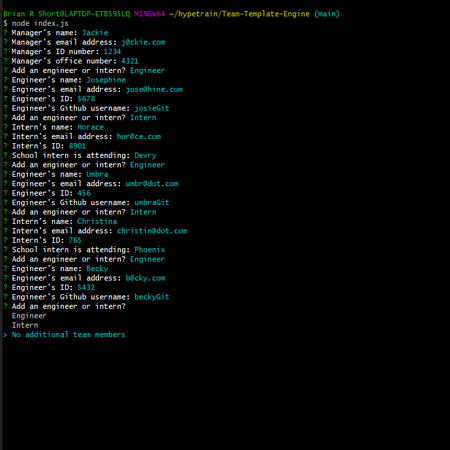 Brian R Short@LAPTOP-ETB595LQ MINGW64 ~/hypetrain/Team-Template-Engine (main)
$ node index.js
? Manager's name: Jackie
? Manager's email address: j@ckie.com
? Manager's ID number: 1234
? Manager's office number: 4321
? Add an engineer or intern? Engineer
? Engineer's name: Josephine
? Engineer's email address: jose@hine.com
? Engineer's ID: 5678
? Engineer's Github username: josieGit
? Add an engineer or intern? Intern
? Intern's name: Horace
? Intern's email address: hor@ce.com
? Intern's ID: 8901
? School intern is attending: Devry
? Add an engineer or intern? Engineer
? Engineer's name: Umbra
? Engineer's email address: umbr@dot.com
? Engineer's ID: 456
? Engineer's Github username: umbraGit
? Add an engineer or intern? Intern
? Intern's name: Christina
? Intern's email address: christin@dot.com
? Intern's ID: 765
? School intern is attending: Phoenix
? Add an engineer or intern? Engineer
? Engineer's name: Becky
? Engineer's email address: b@cky.com
? Engineer's ID: 5432
? Engineer's Github username: beckyGit
? Add an engineer or intern?
Engineer
Intern
> No additional team members